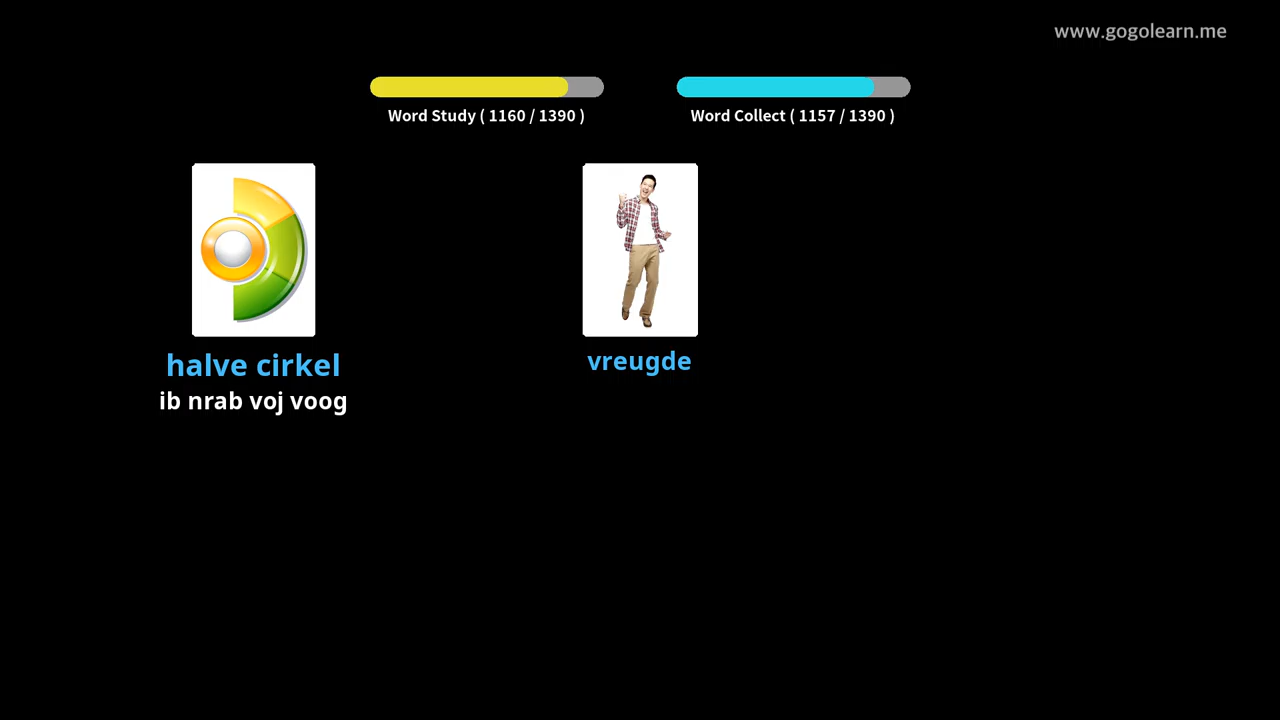 www.gogolearn.me
Word Study ( 1160 / 1390 )
Word Collect ( 1157 / 1390 )
halve cirkel
ib nrab voj voog
vreugde